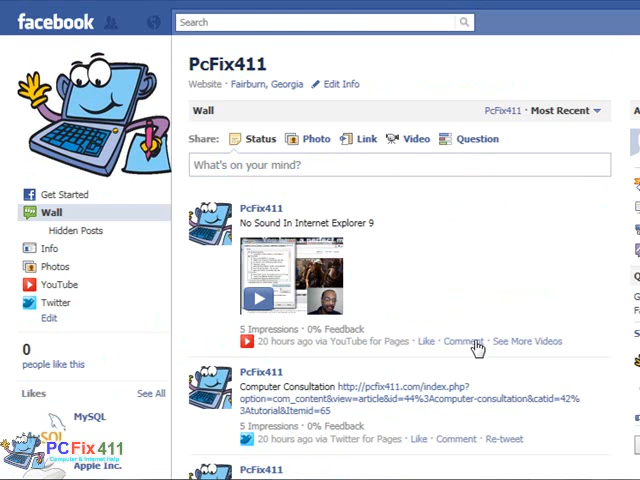 facebook
Search
PcFix411
Website · Fairburn, Georgia Edit Info
Wall
PcFix411 · Most Recent
Share: Status Photo Link Video Question
What's on your mind?
Get Started
Wall
Hidden Posts
Info
Photos
YouTube
Twitter
Edit
0
people like this
Likes See All
MySQL
PCFix411
Computer & Internet Help
Apple Inc.
PcFix411
No Sound In Internet Explorer 9
5 Impressions · 0% Feedback
20 hours ago via YouTube for Pages · Like · Comment · See More Videos
PcFix411
Computer Consultation http://pcfix411.com/index.php?
option=com_content&view=article&id=44%3Acomputer-consultation&catid=42%
3Atutorial&Itemid=65
5 Impressions · 0% Feedback
20 hours ago via Twitter for Pages · Like · Comment · Re-tweet
PcFix411